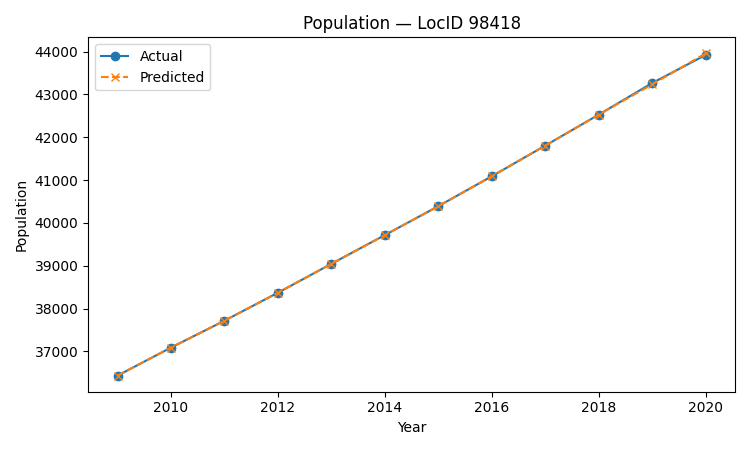 Population — LocID 98418
Actual
Predicted
44000
43000
42000
41000
40000
39000
38000
37000
Population
2010 2012 2014 2016 2018 2020
Year